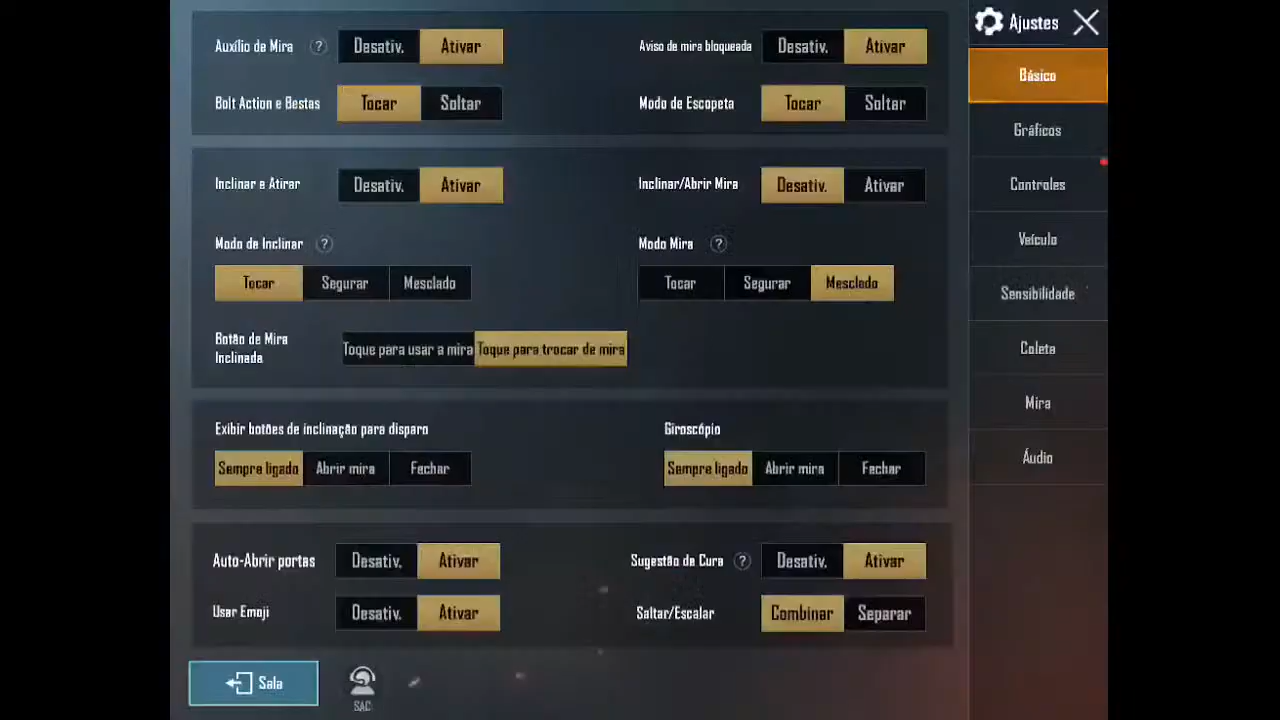 Auxílio de Mira ? Desativ. Ativar Aviso de mira bloqueada Desativ. Ativar
Bolt Action e Bestas Tocar Soltar Modo de Escopeta Tocar Soltar
Inclinar e Atirar Desativ. Ativar Inclinar/Abrir Mira Desativ. Ativar
Modo de Inclinar ? Modo Mira ?
Tocar Segurar Mesclado Tocar Segurar Mesclado
Botão de Mira
Inclinada
Toque para usar a mira Toque para trocar de mira
Exibir botões de inclinação para disparo Giroscópio
Sempre ligado Abrir mira Fechar Sempre ligado Abrir mira Fechar
Auto-Abrir portas Desativ. Ativar Sugestão de Cura ? Desativ. Ativar
Usar Emoji Desativ. Ativar Saltar/Escalar Combinar Separar
Sala
SAC
Ajustes
Básico
Gráficos
Controles
Veículo
Sensibilidade
Coleta
Mira
Áudio